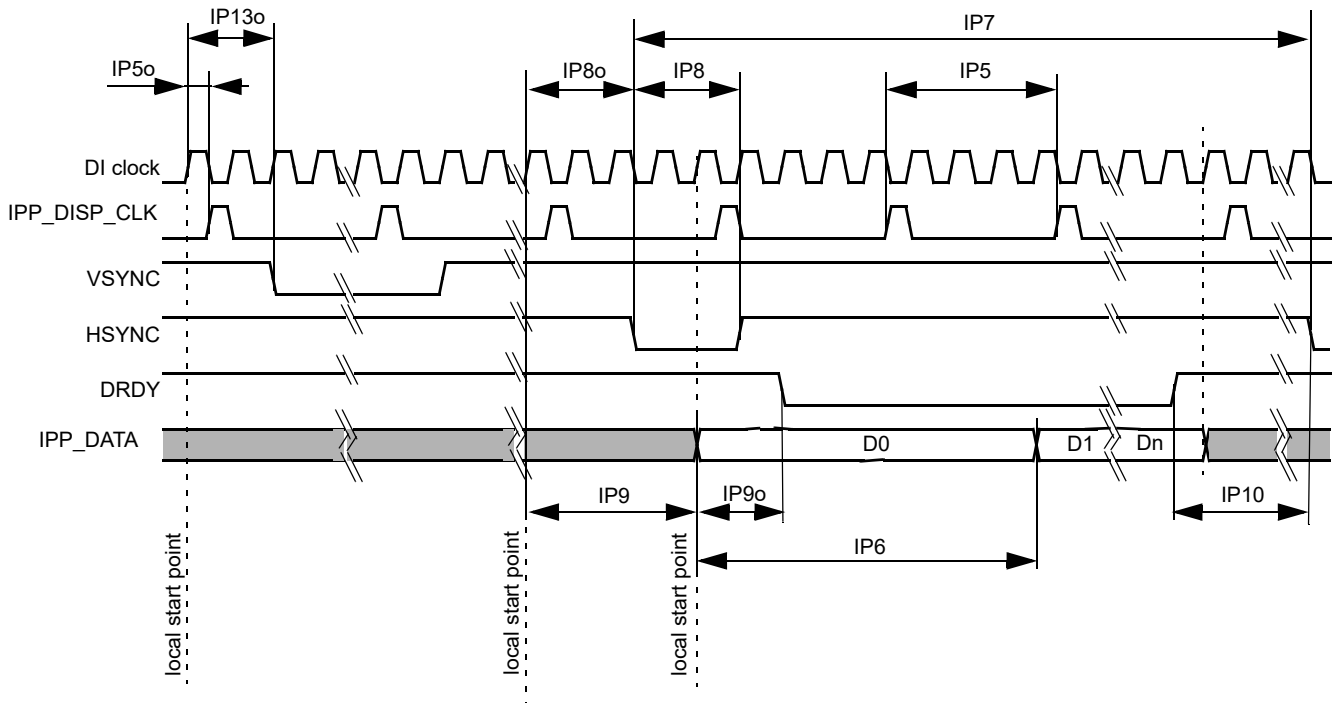 IP13o
IP7
IP5o
IP8o
IP8
IP5
DI clock
IPP_DISP_CLK
VSYNC
HSYNC
DRDY
IPP_DATA
D0
D1
Dn
IP9
IP9o
IP10
IP6
local start point
local start point
local start point